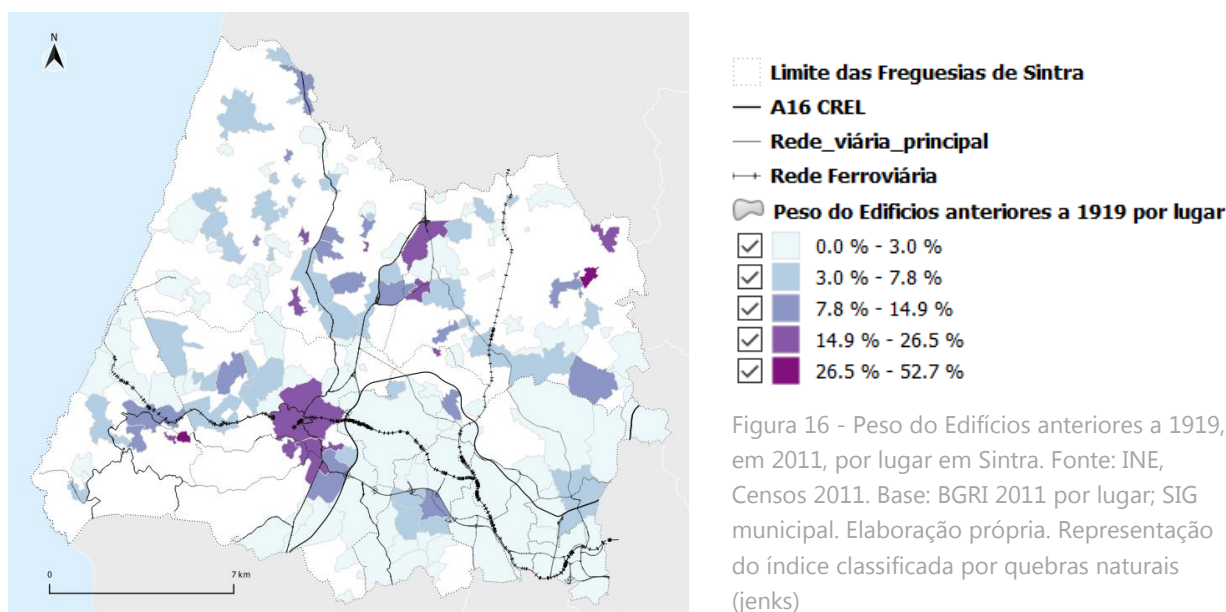 N
0
7 km
Limite das Freguesias de Sintra
A16 CREL
Rede_viária_principal
Rede Ferroviária
Peso do Edificios anteriores a 1919 por lugar
0.0 % - 3.0 %
3.0 % - 7.8 %
7.8 % - 14.9 %
14.9 % - 26.5 %
26.5 % - 52.7 %
Figura 16 - Peso do Edifícios anteriores a 1919,
em 2011, por lugar em Sintra. Fonte: INE,
Censos 2011. Base: BGRI 2011 por lugar; SIG
municipal. Elaboração própria. Representação
do índice classificada por quebras naturais
(jenks)